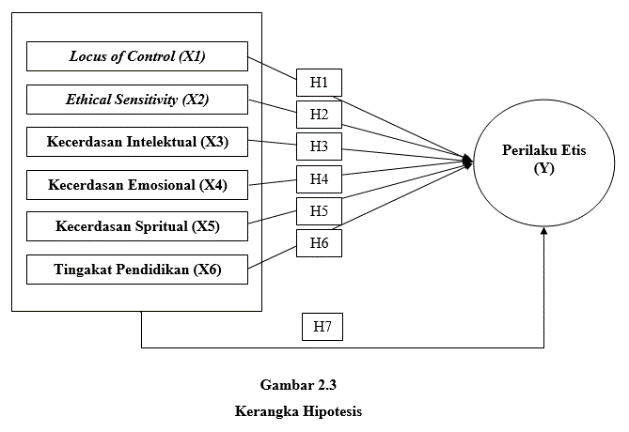 Locus of Control (X1)
Ethical Sensitivity (X2)
Kecerdasan Intelektual (X3)
Kecerdasan Emosional (X4)
Kecerdasan Spritual (X5)
Tingakat Pendidikan (X6)
H1
H2
H3
H4
H5
H6
H7
Perilaku Etis
(Y)
Gambar 2.3
Kerangka Hipotesis